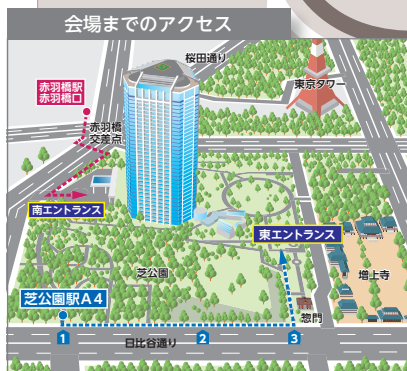 会場までのアクセス
桜田通り
東京タワー
赤羽橋駅
赤羽橋口
赤羽橋
交差点
南エントランス
東エントランス
芝公園
増上寺
芝公園駅A4
惣門
1
2
3
日比谷通り